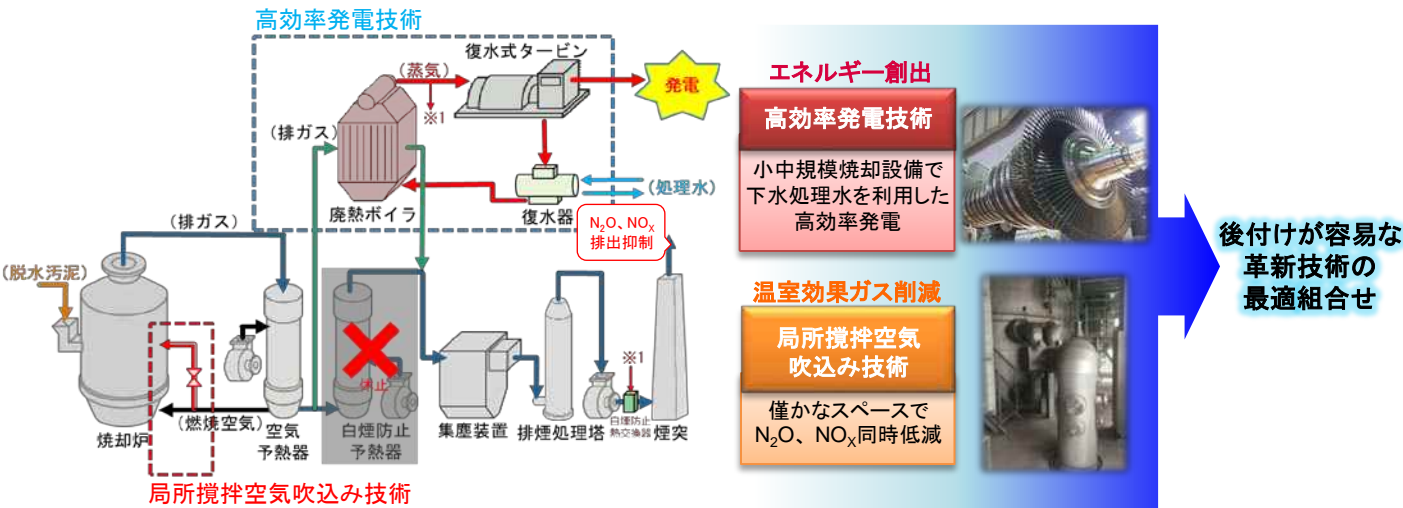 高効率発電技術
復水式タービン
(蒸気)
※1
発電
(排ガス)
廃熱ボイラ
復水器
(処理水)
N₂O、NOx
排出抑制
(排ガス)
(脱水汚泥)
焼却炉
(燃焼空気)
空気
予熱器
休止
白煙防止
予熱器
集塵装置
排煙処理塔
※1
白煙防止
熱交換器
煙突
局所撹拌空気吹込み技術
エネルギー創出
高効率発電技術
小中規模焼却設備で
下水処理水を利用した
高効率発電
温室効果ガス削減
局所撹拌空気
吹込み技術
僅かなスペースで
N₂O、NOx同時低減
後付けが容易な
革新技術の
最適組合せ